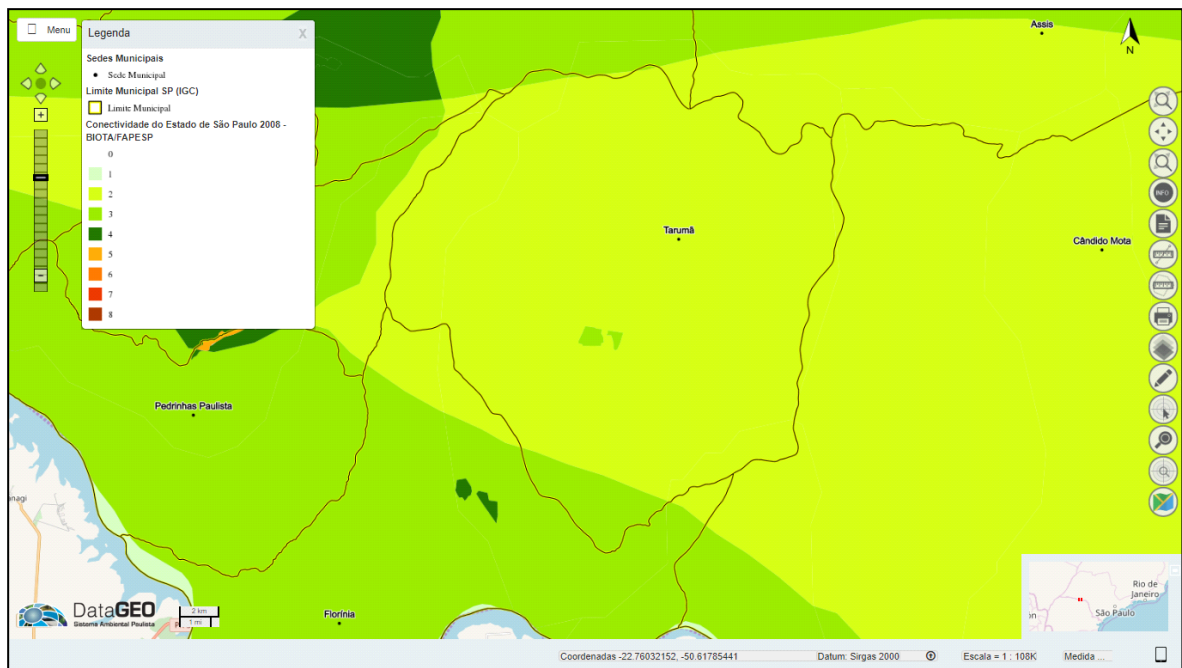 Menu
Legenda
X
Sedes Municipais
Sede Municipal
Limite Municipal SP (IGC)
Limite Municipal
Conectividade do Estado de São Paulo 2008 -
BIOTA/FAPESP
0
1
2
3
4
5
6
7
8
Assis
N
INFO
Tarumã
Cândido Mota
Pedrinhas Paulista
anagi
Florínia
DataGEO
Sistema Ambiental Paulista
2 km
1 mi
Rio de
Janeiro
São Paulo
Coordenadas -22.76032152, -50.61785441
Datum: Sirgas 2000
Escala = 1 : 108K
Medida ...